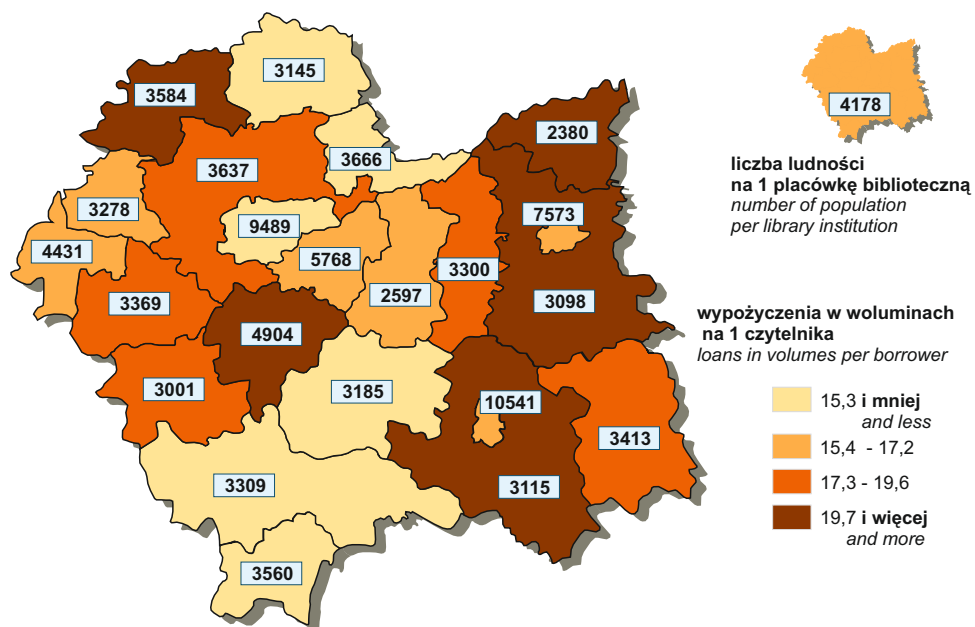 3145
3584
4178
2380
3666
3637
liczba ludności
na 1 placówkę biblioteczną
number of population
per library institution
3278
7573
9489
4431
5768
3300
2597
3098
3369
wypożyczenia w woluminach
na 1 czytelnika
loans in volumes per borrower
4904
3001
3185
10541
15,3 i mniej
and less
3413
15,4 - 17,2
3309
3115
17,3 - 19,6
19,7 i więcej
and more
3560